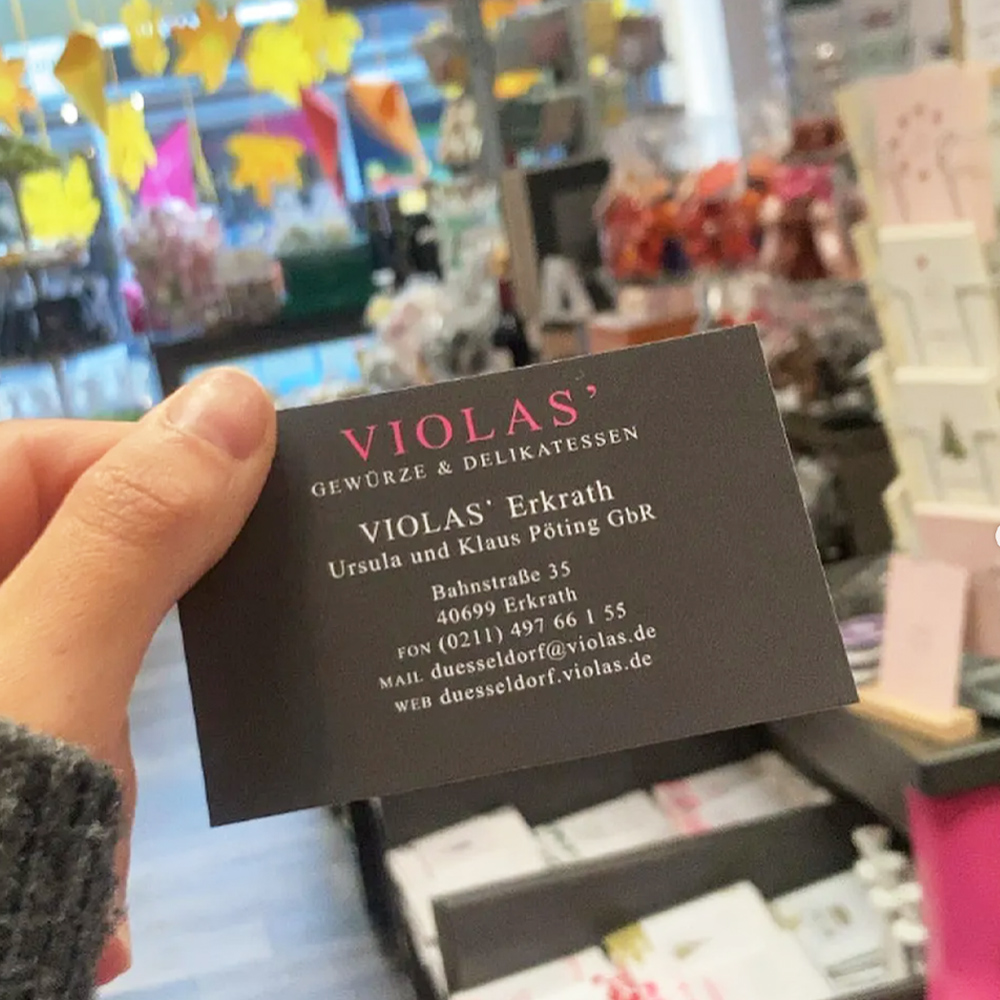 VIOLAS’
GEWÜRZE & DELIKATESSEN
VIOLAS' Erkrath
Ursula und Klaus Pöting GbR
Bahnstraße 35
40699 Erkrath
FON (0211) 497 66 1 55
MAIL duesseldorf@violas.de
WEB duesseldorf.violas.de